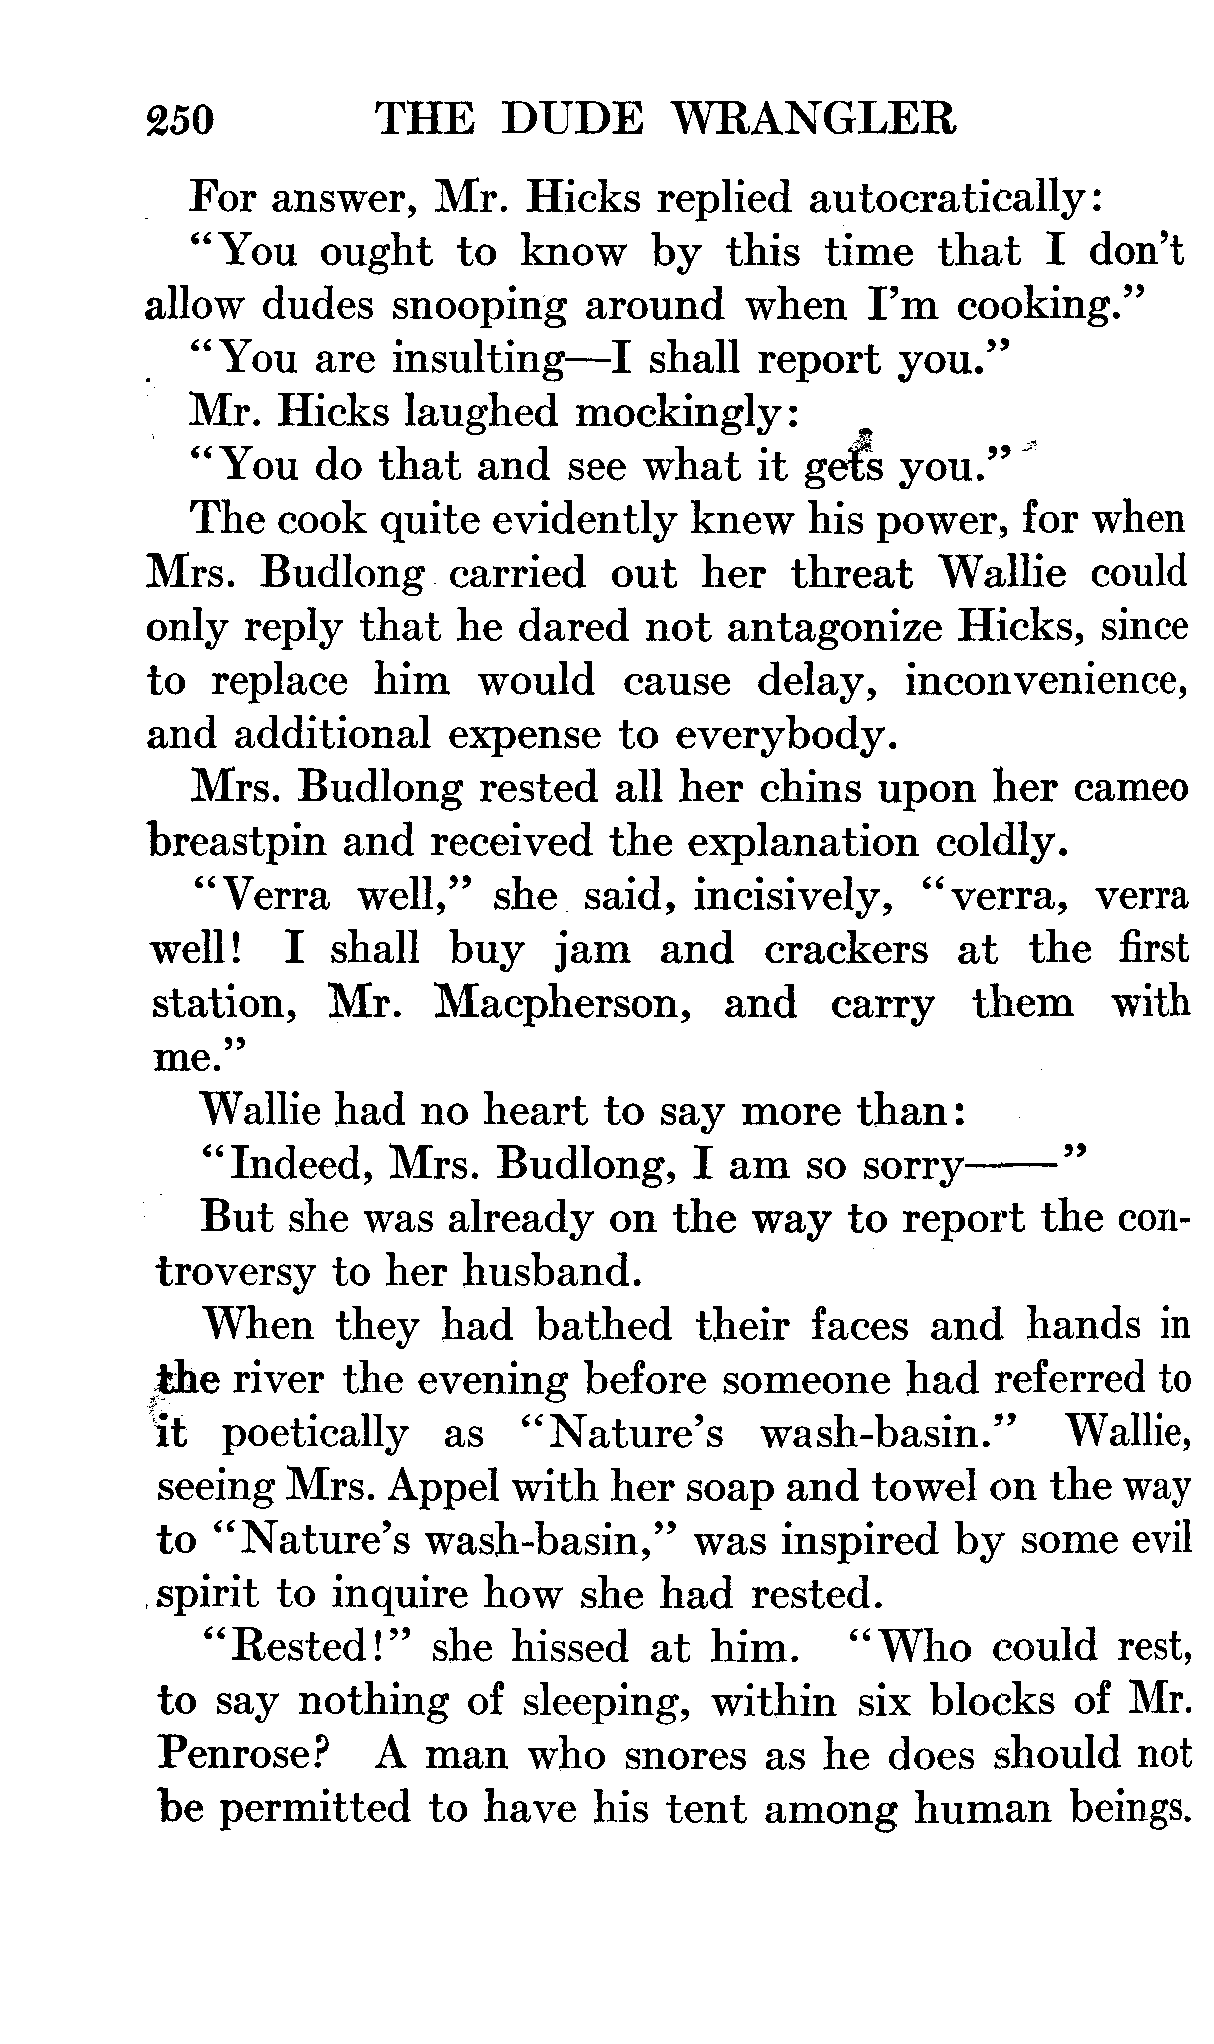 250 THE DUDE WRANGLER
For answer, Mr. Hicks replied autocratically:
“You ought to know by this time that I don’t
allow dudes snooping around when I’m cooking.”
“You are insulting—I shall report you.”
Mr. Hicks laughed mockingly:
“You do that and see what it gets you.”
The cook quite evidently knew his power, for when
Mrs. Budlong carried out her threat Wallie could
only reply that he dared not antagonize Hicks, since
to replace him would cause delay, inconvenience,
and additional expense to everybody.
Mrs. Budlong rested all her chins upon her cameo
breastpin and received the explanation coldly.
“Verra well,” she said, incisively, “verra, verra
well! I shall buy jam and crackers at the first
station, Mr. Macpherson, and carry them with
me.”
Wallie had no heart to say more than:
“Indeed, Mrs. Budlong, I am so sorry——”
But she was already on the way to report the con-
troversy to her husband.
When they had bathed their faces and hands in
the river the evening before someone had referred to
it poetically as “Nature’s wash-basin.” Wallie,
seeing Mrs. Appel with her soap and towel on the way
to “Nature’s wash-basin,” was inspired by some evil
spirit to inquire how she had rested.
“Rested!” she hissed at him. “Who could rest,
to say nothing of sleeping, within six blocks of Mr.
Penrose? A man who snores as he does should not
be permitted to have his tent among human beings.